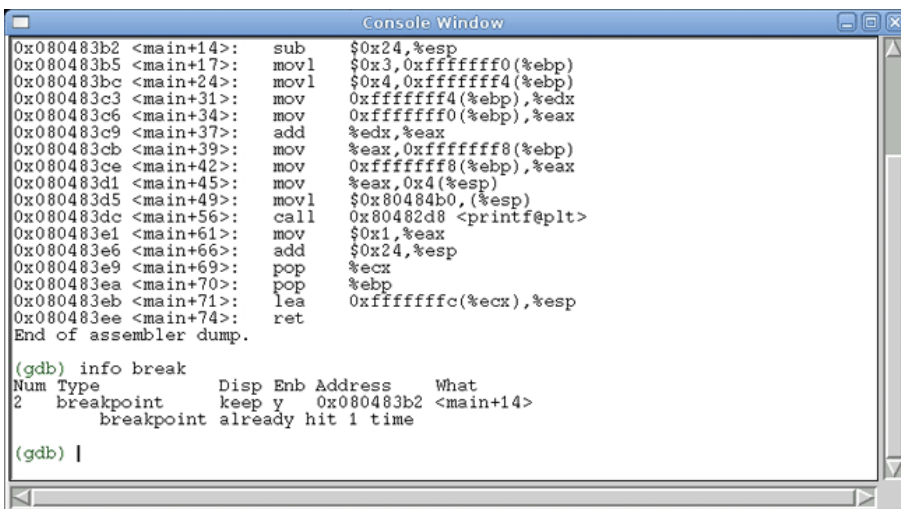 Console Window
0x080483b2 <main+14>: sub $0x24,%esp
0x080483b5 <main+17>: movl $0x3,0xfffffff0(%ebp)
0x080483bc <main+24>: movl $0x4,0xfffffff4(%ebp)
0x080483c3 <main+31>: mov 0xfffffff4(%ebp),%edx
0x080483c6 <main+34>: mov 0xfffffff0(%ebp),%eax
0x080483c9 <main+37>: add %edx,%eax
0x080483cb <main+39>: mov %eax,0xfffffff8(%ebp)
0x080483ce <main+42>: mov 0xfffffff8(%ebp),%eax
0x080483d1 <main+45>: mov %eax,0x4(%esp)
0x080483d5 <main+49>: movl $0x80484b0,(%esp)
0x080483dc <main+56>: call 0x80482d8 <printf@plt>
0x080483e1 <main+61>: mov $0x1,%eax
0x080483e6 <main+66>: add $0x24,%esp
0x080483e9 <main+69>: pop %ecx
0x080483ea <main+70>: pop %ebp
0x080483eb <main+71>: lea 0xfffffffc(%ecx),%esp
0x080483ee <main+74>: ret
End of assembler dump.
(gdb) info break
Num Type Disp Enb Address What
2 breakpoint keep y 0x080483b2 <main+14>
breakpoint already hit 1 time
(gdb)